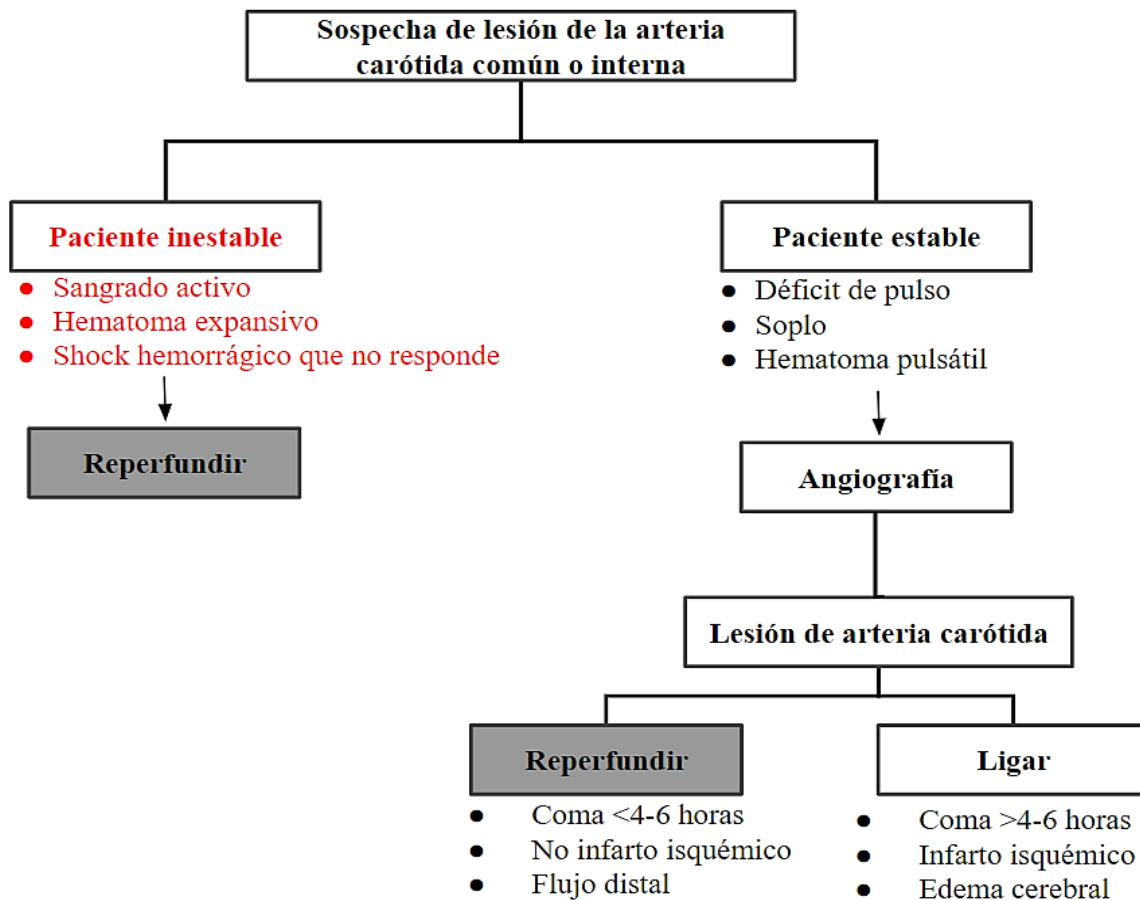 Sospecha de lesión de la arteria
carótida común o interna
Paciente inestable
● Sangrado activo
● Hematoma expansivo
● Shock hemorrágico que no responde
Reperfundir
Paciente estable
● Déficit de pulso
● Soplo
● Hematoma pulsátil
Angiografía
Lesión de arteria carótida
Reperfundir
● Coma <4-6 horas
● No infarto isquémico
● Flujo distal
Ligar
● Coma >4-6 horas
● Infarto isquémico
● Edema cerebral